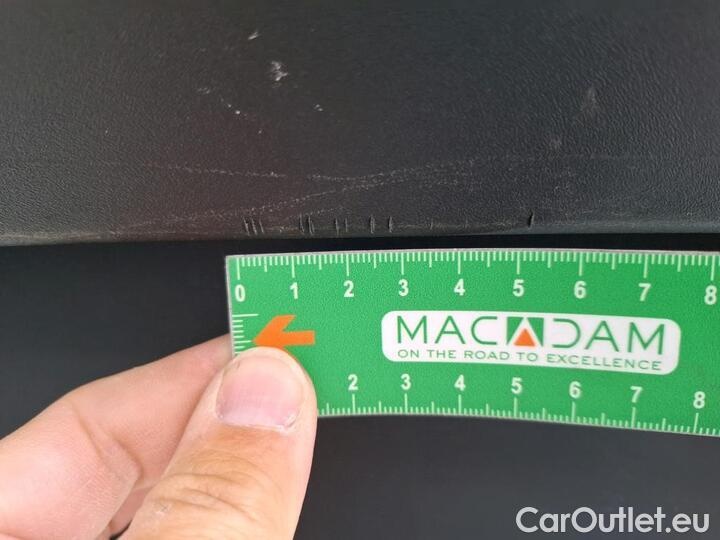 0 1 2 3 4 5 6 7 8
MACADAM
ON THE ROAD TO EXCELLENCE
2 3 4 5 6 7 8
CarOutlet.eu